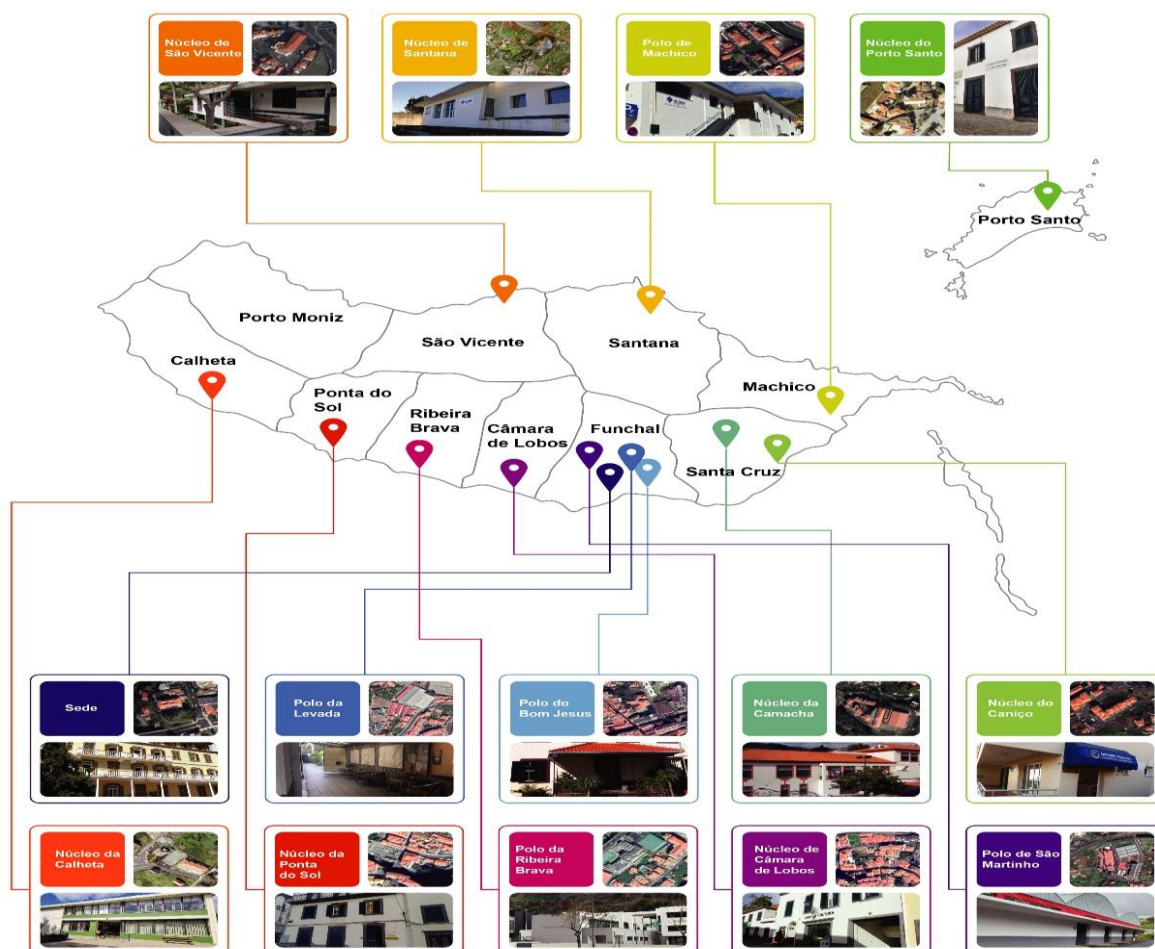 Núcleo de
São Vicente
Núcleo de
Santana
Polo de
Machico
Núcleo do
Porto Santo
Porto Santo
Porto Moniz
São Vicente
Santana
Calheta
Machico
Ponta do
Sol
Ribeira
Brava
Câmara
de Lobos
Funchal
Santa Cruz
Sede
Polo da
Levada
Polo do
Bom Jesus
Núcleo da
Camacha
Núcleo do
Caniço
Núcleo da
Calheta
Núcleo da
Ponta
do Sol
Polo da
Ribeira
Brava
Núcleo de
Câmara
de Lobos
Polo de São
Martinho